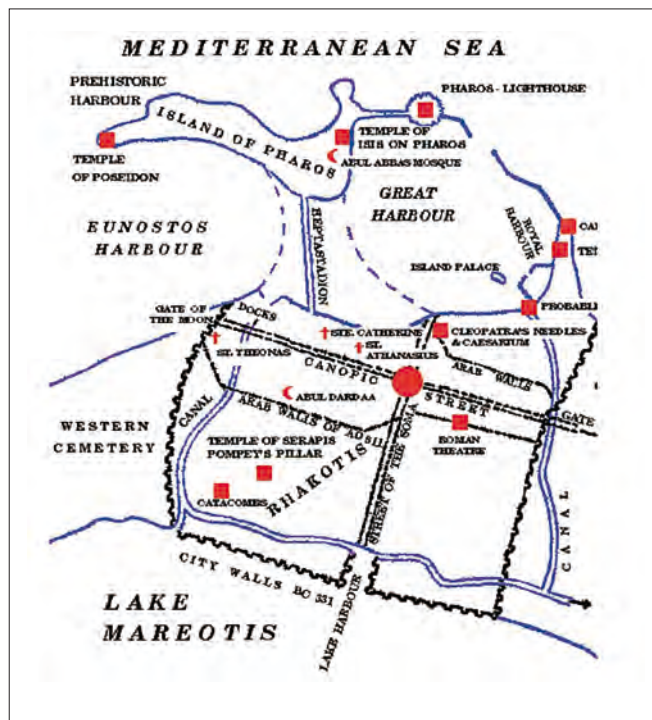 MEDITERRANEAN SEA
PREHISTORIC
HARBOUR
PHAROS - LIGHTHOUSE
ISLAND OF PHAROS
TEMPLE OF
ISIS ON PHAROS
ABUL ABBAS MOSQUE
TEMPLE
OF POSEIDON
GREAT
HARBOUR
EUNOSTOS
HARBOUR
HEPTASTADION
ROYAL
HARBOUR
CA
TE
ISLAND PALACE
PROBABL
GATE OF
THE MOON
DOCKS
STE. CATHERINE
ST.
ATHANASIUS
CLEOPATRA'S NEEDLES
& CAESARIUM
ST. THEONAS
CANOPIC
STREET
ARAB WALLS
GATE
ABUL DARDAA
CANAL
ARAB WALLS OF AD 811
WESTERN
CEMETERY
TEMPLE OF SERAPIS
POMPEY'S PILLAR
ROMAN
THEATRE
RHAKOTIS
STREET OF THE SOMA
CATACOMBS
CANAL
CITY WALLS BC 331
LAKE HARBOUR
LAKE
MAREOTIS